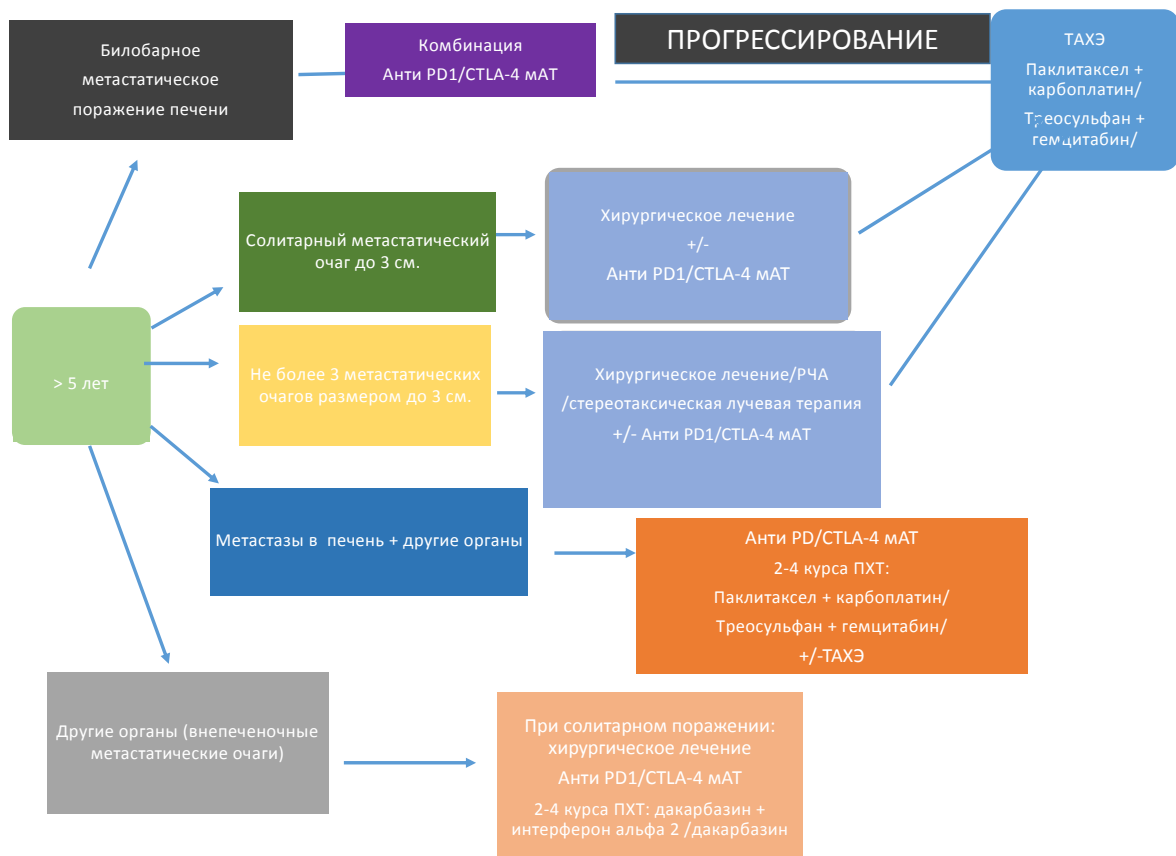 Билобарное
метастатическое
поражение печени
Комбинация
Анти PD1/CTLA-4 мАТ
ПРОГРЕССИРОВАНИЕ
ТАХЭ
Паклитаксел +
карбоплатин/
Треосульфан +
гемцитабин/
Солитарный метастатический
очаг до 3 см.
Хирургическое лечение
+/-
Анти PD1/CTLA-4 мАТ
> 5 лет
Не более 3 метастатических
очагов размером до 3 см.
Хирургическое лечение/РЧА
/стереотаксическая лучевая терапия
+/- Анти PD1/CTLA-4 мАТ
Метастазы в печень + другие органы
Анти PD/CTLA-4 мАТ
2-4 курса ПХТ:
Паклитаксел + карбоплатин/
Треосульфан + гемцитабин/
+/-ТАХЭ
Другие органы (внепеченочные
метастатические очаги)
При солитарном поражении:
хирургическое лечение
Анти PD1/CTLA-4 мАТ
2-4 курса ПХТ: дакарбазин +
интерферон альфа 2 /дакарбазин